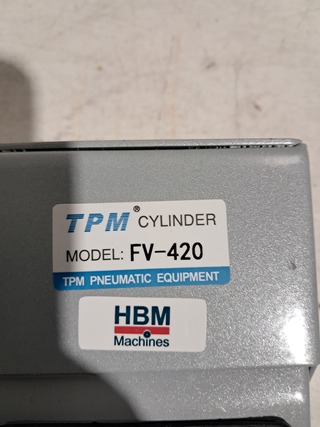 TPM® CYLINDER
MODEL: FV-420
TPM PNEUMATIC EQUIPMENT
HBM
Machines